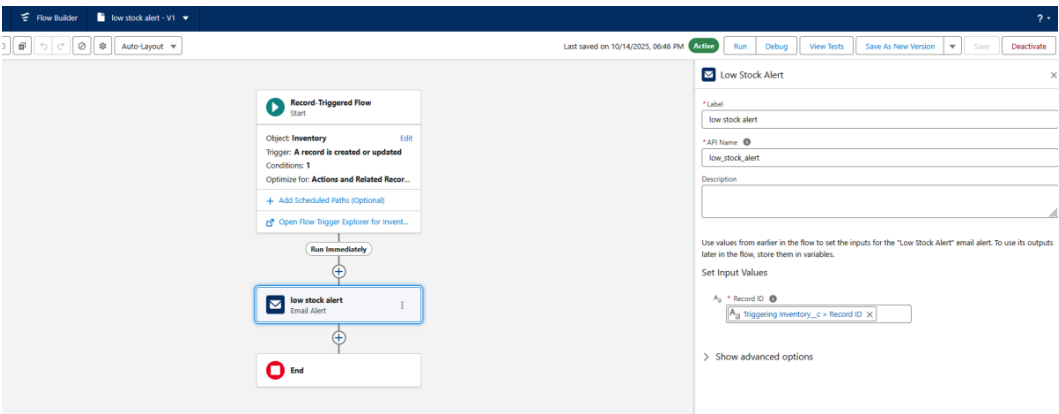 Flow Builder
low stock alert - V1
?
Auto-Layout
Last saved on 10/14/2025, 06:46 PM
Active
Run
Debug
View Tests
Save As New Version
Save
Deactivate
Record-Triggered Flow
Start
Object: Inventory
Edit
Trigger: A record is created or updated
Conditions: 1
Optimize for: Actions and Related Recor...
+ Add Scheduled Paths (Optional)
Open Flow Trigger Explorer for Invent...
Run Immediately
low stock alert
Email Alert
End
Low Stock Alert
* Label
low stock alert
* API Name
low_stock_alert
Description
Use values from earlier in the flow to set the inputs for the "Low Stock Alert" email alert. To use its outputs
later in the flow, store them in variables.
Set Input Values
Aa * Record ID
Aa Triggering Inventory__c > Record ID
Show advanced options